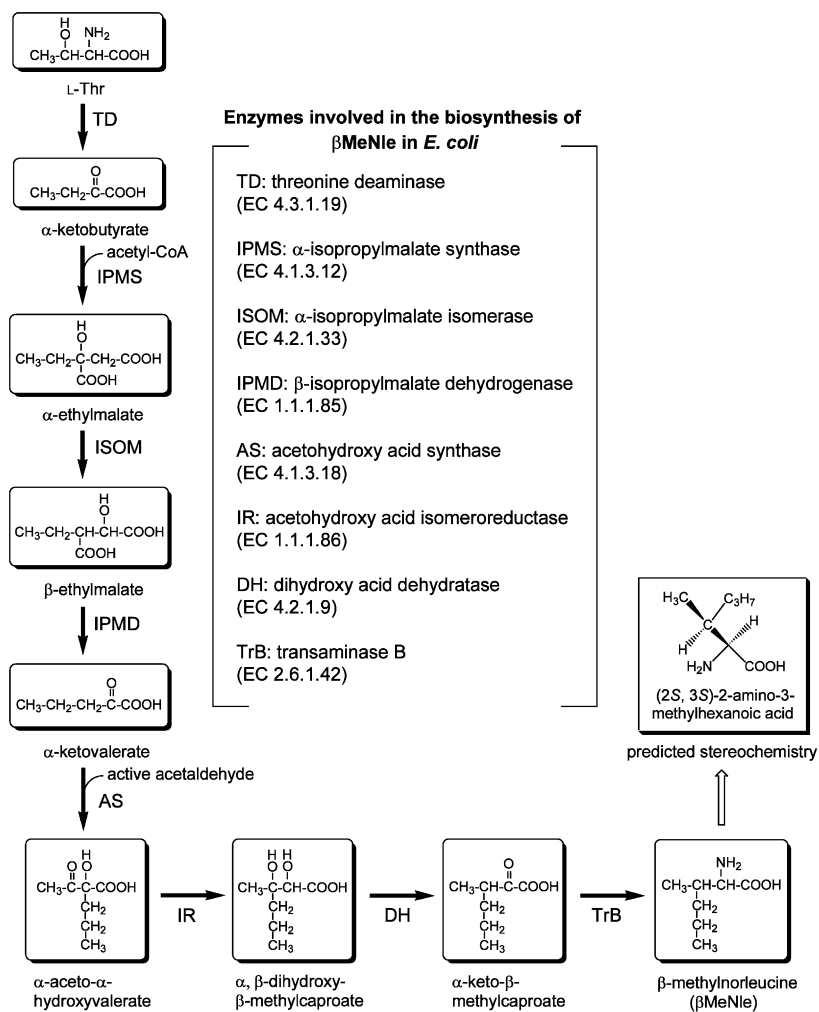 H
O NH2
CH3-CH-CH-COOH
L-Thr
TD
O
CH3-CH2-C-COOH
α-ketobutyrate
acetyl-CoA
IPMS
H
O
CH3-CH2-C-CH2-COOH
COOH
α-ethylmalate
ISOM
H
O
CH3-CH2-CH-CH-COOH
COOH
β-ethylmalate
IPMD
O
CH3-CH2-CH2-C-COOH
α-ketovalerate
active acetaldehyde
AS
Enzymes involved in the biosynthesis of
βMeNle in E. coli
TD: threonine deaminase
(EC 4.3.1.19)
IPMS: α-isopropylmalate synthase
(EC 4.1.3.12)
ISOM: α-isopropylmalate isomerase
(EC 4.2.1.33)
IPMD: β-isopropylmalate dehydrogenase
(EC 1.1.1.85)
AS: acetohydroxy acid synthase
(EC 4.1.3.18)
IR: acetohydroxy acid isomeroreductase
(EC 1.1.1.86)
DH: dihydroxy acid dehydratase
(EC 4.2.1.9)
TrB: transaminase B
(EC 2.6.1.42)
H3C C3H7
C H
H
H2N COOH
(2S, 3S)-2-amino-3-
methylhexanoic acid
predicted stereochemistry
H
O O
CH3-C-C-COOH
CH2
CH2
CH3
α-aceto-α-
hydroxyvalerate
IR
H H
O O
CH3-C-CH-COOH
CH2
CH2
CH3
α, β-dihydroxy-
β-methylcaproate
DH
O
CH3-CH-C-COOH
CH2
CH2
CH3
α-keto-β-
methylcaproate
TrB
NH2
CH3-CH-CH-COOH
CH2
CH2
CH3
β-methylnorleucine
(βMeNle)